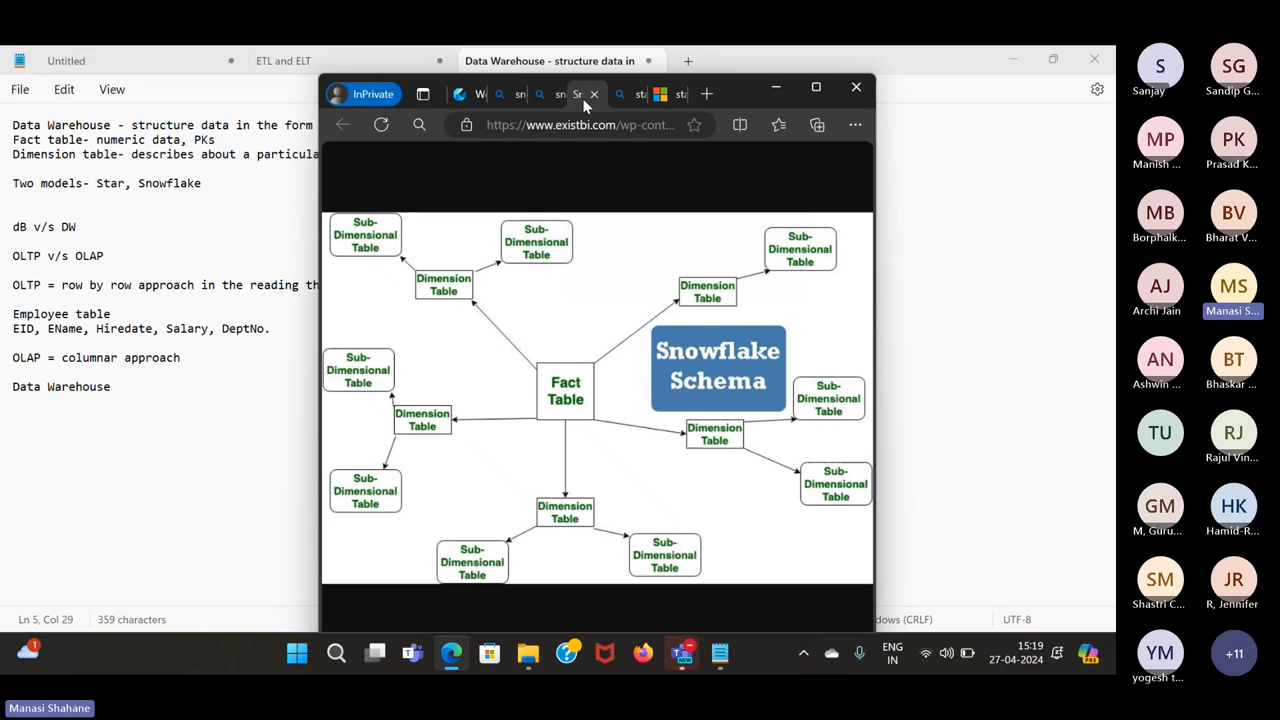 Untitled
ETL and ELT
Data Warehouse - structure data in
File
Edit
View
Data Warehouse - structure data in the form
Fact table- numeric data, PKs
Dimension table- describes about a particula
Two models- Star, Snowflake
dB v/s DW
OLTP v/s OLAP
OLTP = row by row approach in the reading th
Employee table
EID, EName, Hiredate, Salary, DeptNo.
OLAP = columnar approach
Data Warehouse
Ln 5, Col 29
359 characters
dows (CRLF)
UTF-8
InPrivate
W
sn
sn
Sn
sta
sta
https://www.existbi.com/wp-cont...
Sub-
Dimensional
Table
Sub-
Dimensional
Table
Sub-
Dimensional
Table
Dimension
Table
Dimension
Table
Snowflake
Schema
Sub-
Dimensional
Table
Fact
Table
Sub-
Dimensional
Table
Dimension
Table
Dimension
Table
Sub-
Dimensional
Table
Sub-
Dimensional
Table
Dimension
Table
Sub-
Dimensional
Table
Sub-
Dimensional
Table
1
NEW
ENG
IN
15:19
27-04-2024
PRE
S
Sanjay
SG
Sandip G...
MP
Manish ...
PK
Prasad K...
MB
Borphalk...
BV
Bharat V...
AJ
Archi Jain
MS
Manasi S...
AN
Ashwin ...
BT
Bhaskar ...
TU
RJ
Rajul Vin...
GM
M, Guru...
HK
Hamid-R...
SM
Shastri C...
JR
R, Jennifer
YM
yogesh t...
+11
Manasi Shahane